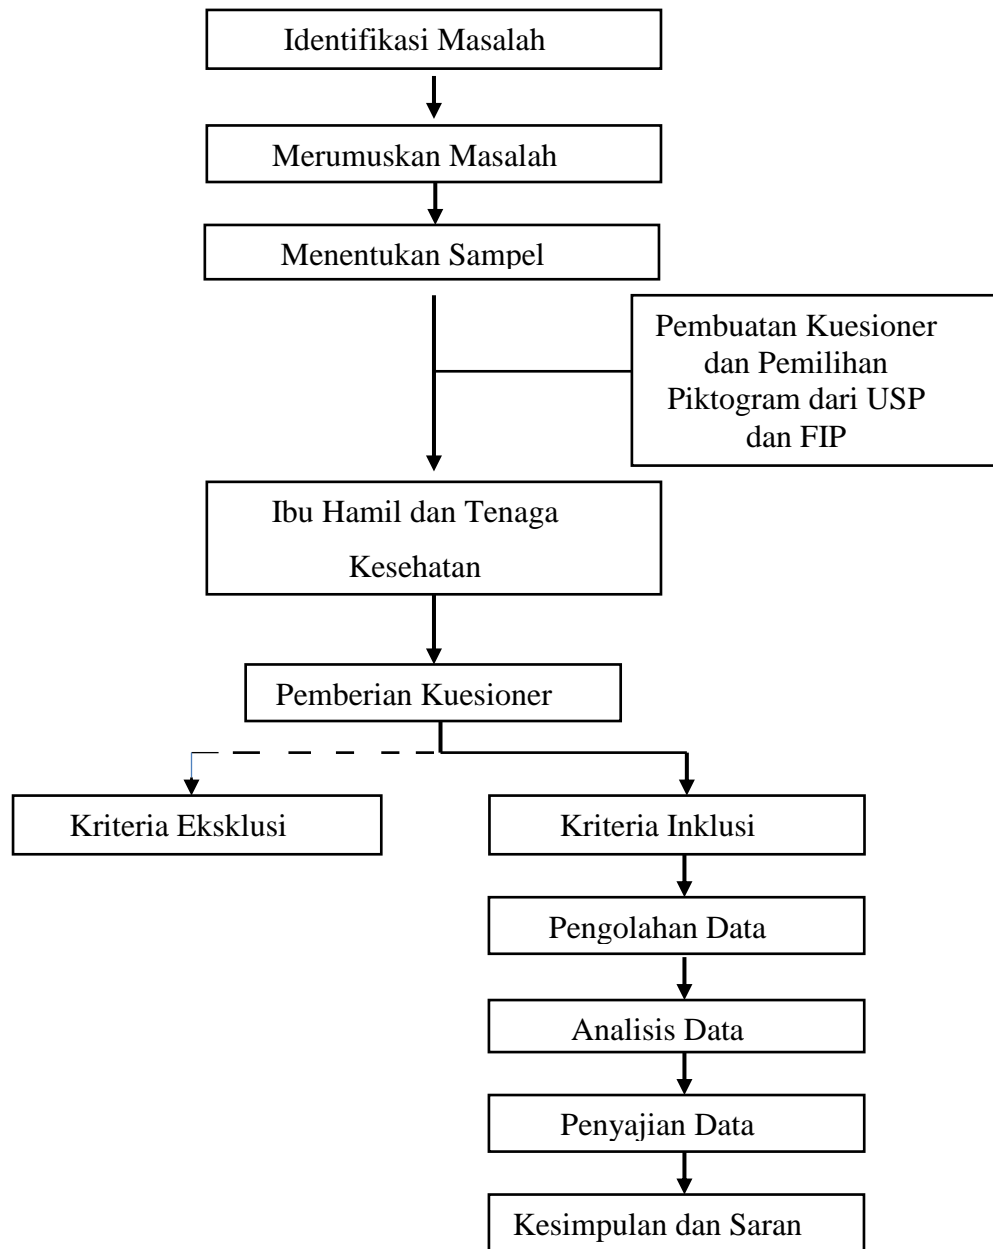 Identifikasi Masalah
Merumuskan Masalah
Menentukan Sampel
Pembuatan Kuesioner
dan Pemilihan
Piktogram dari USP
dan FIP
Ibu Hamil dan Tenaga
Kesehatan
Pemberian Kuesioner
Kriteria Eksklusi
Kriteria Inklusi
Pengolahan Data
Analisis Data
Penyajian Data
Kesimpulan dan Saran